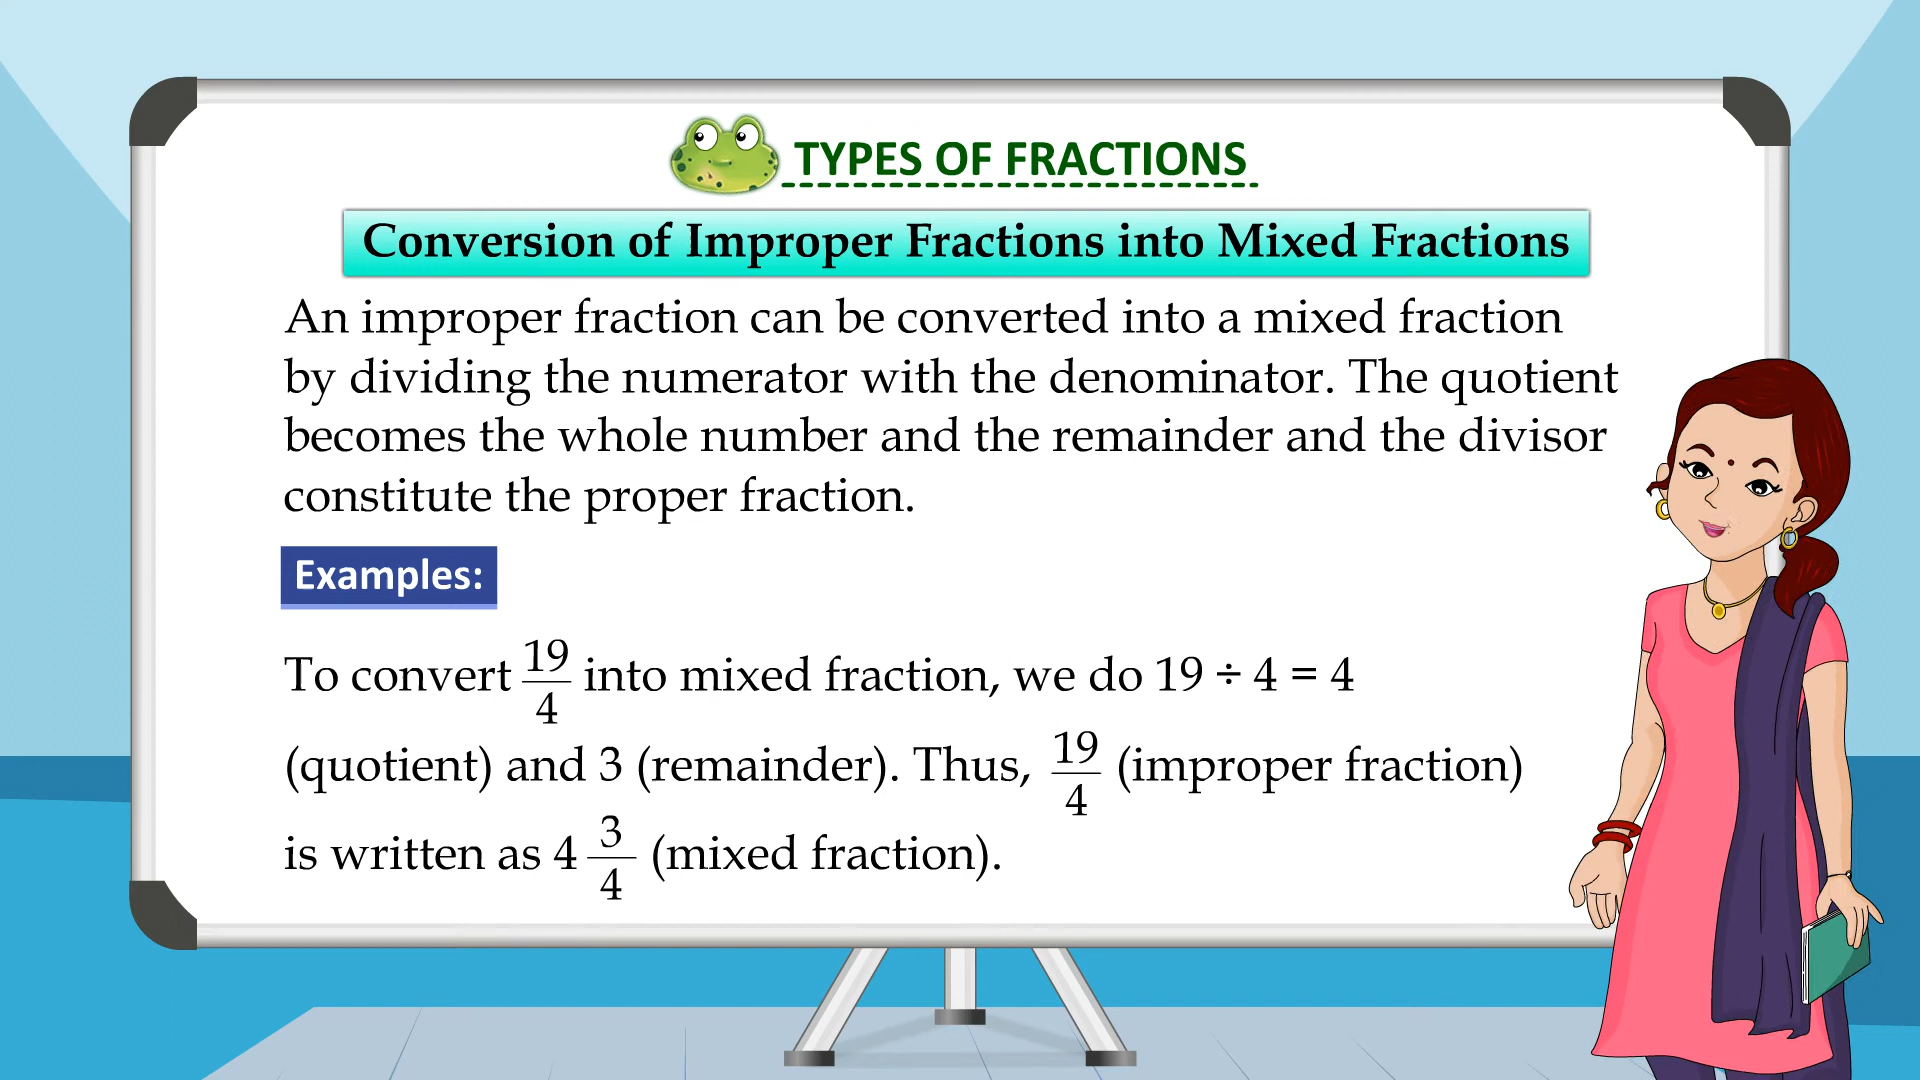 TYPES OF FRACTIONS
Conversion of Improper Fractions into Mixed Fractions
An improper fraction can be converted into a mixed fraction
by dividing the numerator with the denominator. The quotient
becomes the whole number and the remainder and the divisor
constitute the proper fraction.
Examples:
To convert 19/4 into mixed fraction, we do 19 ÷ 4 = 4
(quotient) and 3 (remainder). Thus, 19/4 (improper fraction)
is written as 4 3/4 (mixed fraction).